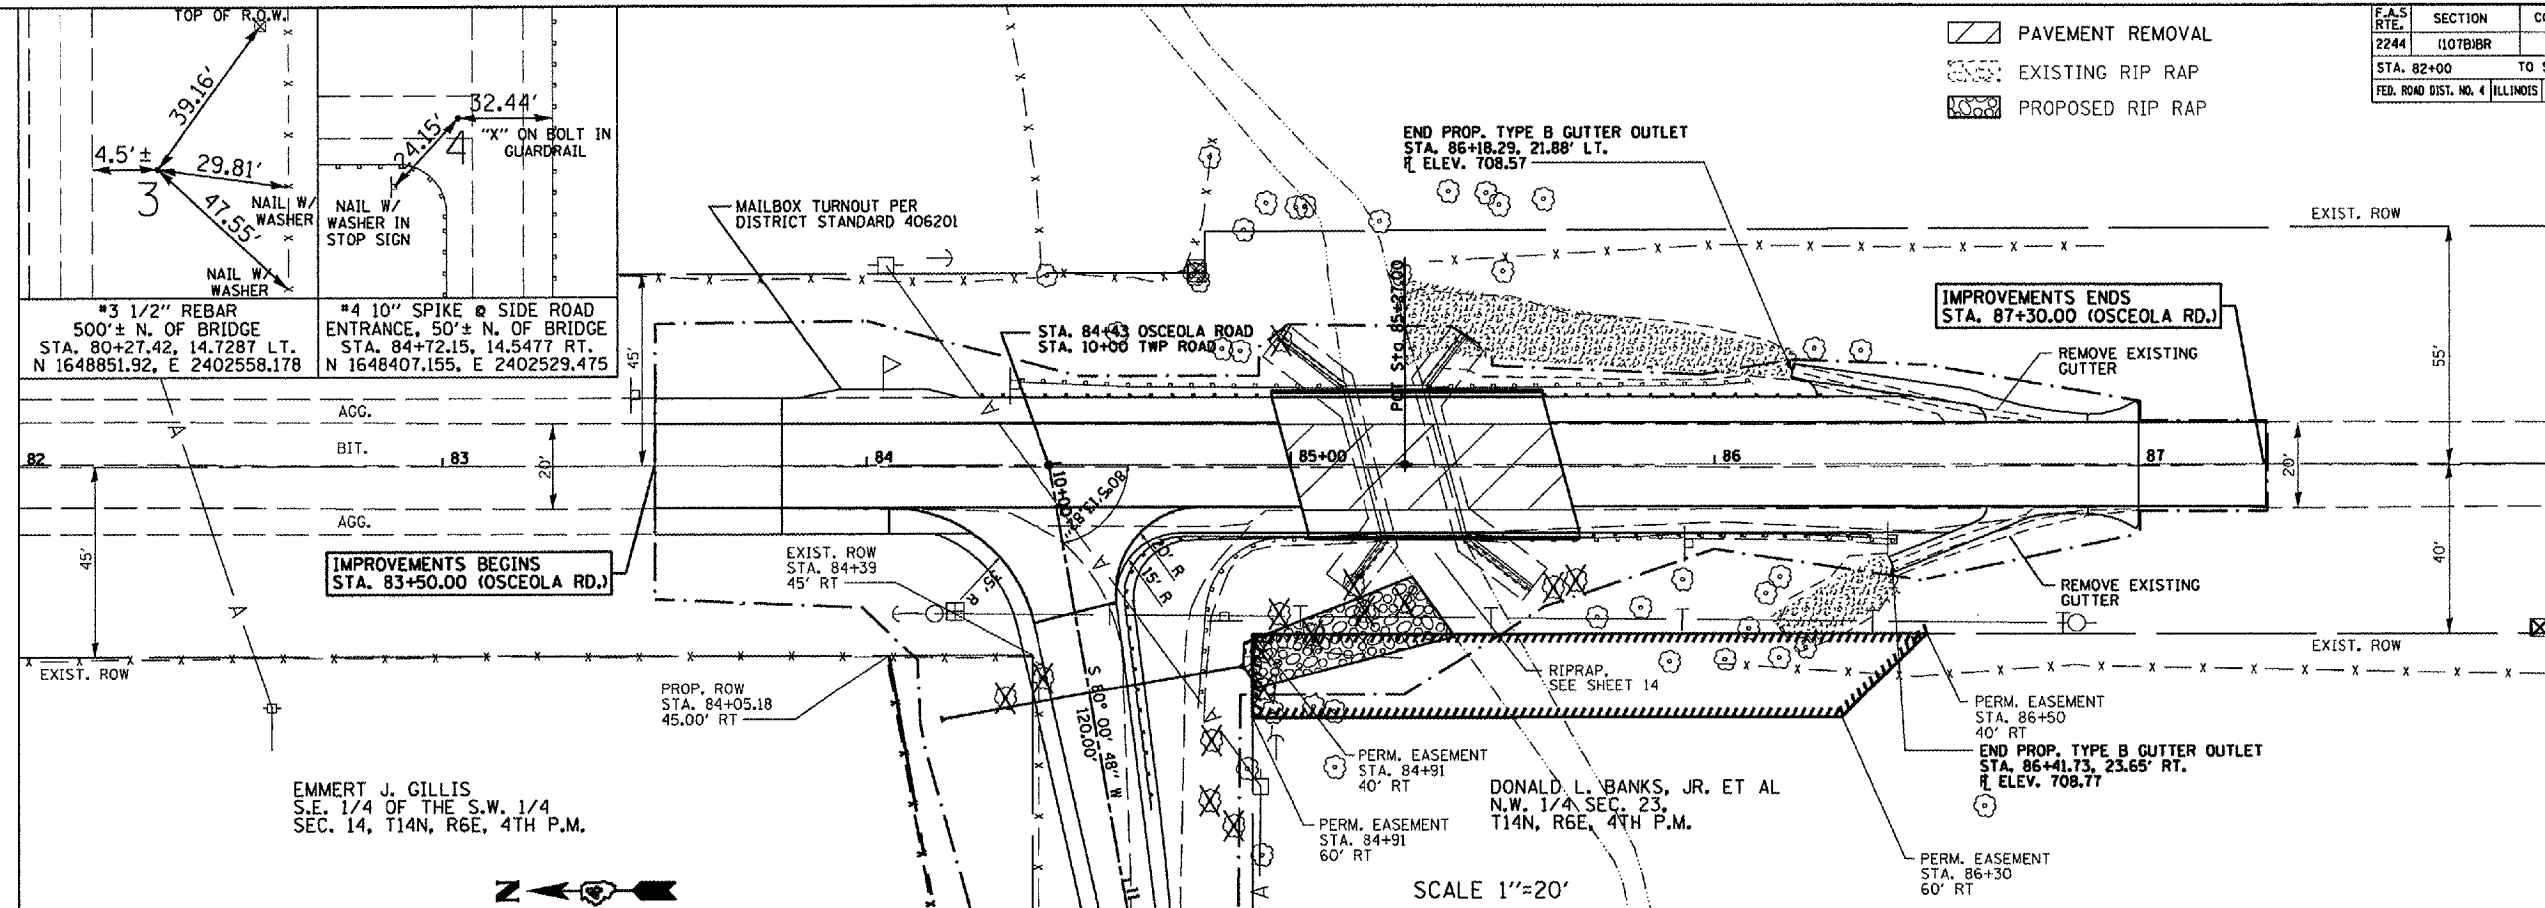 TOP OF R.O.W.
39.16'
4.5' ±
29.81'
3
47.55'
NAIL W/
WASHER
NAIL W/
WASHER
#3 1/2" REBAR
500'± N. OF BRIDGE
STA. 80+27.42, 14.7287 LT.
N 1648851.92, E 2402558.178
32.44'
24.15'
4
"X" ON BOLT IN
GUARDRAIL
NAIL W/
WASHER IN
STOP SIGN
#4 10" SPIKE @ SIDE ROAD
ENTRANCE, 50'± N. OF BRIDGE
STA. 84+72.15, 14.5477 RT.
N 1648407.155, E 2402529.475
PAVEMENT REMOVAL
EXISTING RIP RAP
PROPOSED RIP RAP
F.A.S
RTE.
SECTION
2244
(107B)BR
STA. 82+00
TO
FED. ROAD DIST. NO. 4
ILLINOIS
END PROP. TYPE B GUTTER OUTLET
STA. 86+18.29, 21.88' LT.
℄ ELEV. 708.57
MAILBOX TURNOUT PER
DISTRICT STANDARD 406201
EXIST. ROW
IMPROVEMENTS ENDS
STA. 87+30.00 (OSCEOLA RD.)
STA. 84+43 OSCEOLA ROAD
STA. 10+00 TWP ROAD
POT Sta 85+27.00
REMOVE EXISTING
GUTTER
45'
55'
AGG.
BIT.
AGG.
82
83
84
85+00
86
87
20'
20'
45'
40'
10+00
IMPROVEMENTS BEGINS
STA. 83+50.00 (OSCEOLA RD.)
EXIST. ROW
STA. 84+39
45' RT
35' R
20' R
15' R
REMOVE EXISTING
GUTTER
EXIST. ROW
EXIST. ROW
PROP. ROW
STA. 84+05.18
45.00' RT
S 80° 00' 48" W
120.00'
11
RIPRAP,
SEE SHEET 14
PERM. EASEMENT
STA. 86+50
40' RT
END PROP. TYPE B GUTTER OUTLET
STA. 86+41.73, 23.65' RT.
℄ ELEV. 708.77
PERM. EASEMENT
STA. 84+91
40' RT
PERM. EASEMENT
STA. 84+91
60' RT
PERM. EASEMENT
STA. 86+30
60' RT
EMMERT J. GILLIS
S.E. 1/4 OF THE S.W. 1/4
SEC. 14, T14N, R6E, 4TH P.M.
DONALD L. BANKS, JR. ET AL
N.W. 1/4 SEC. 23,
T14N, R6E, 4TH P.M.
N
SCALE 1"=20'